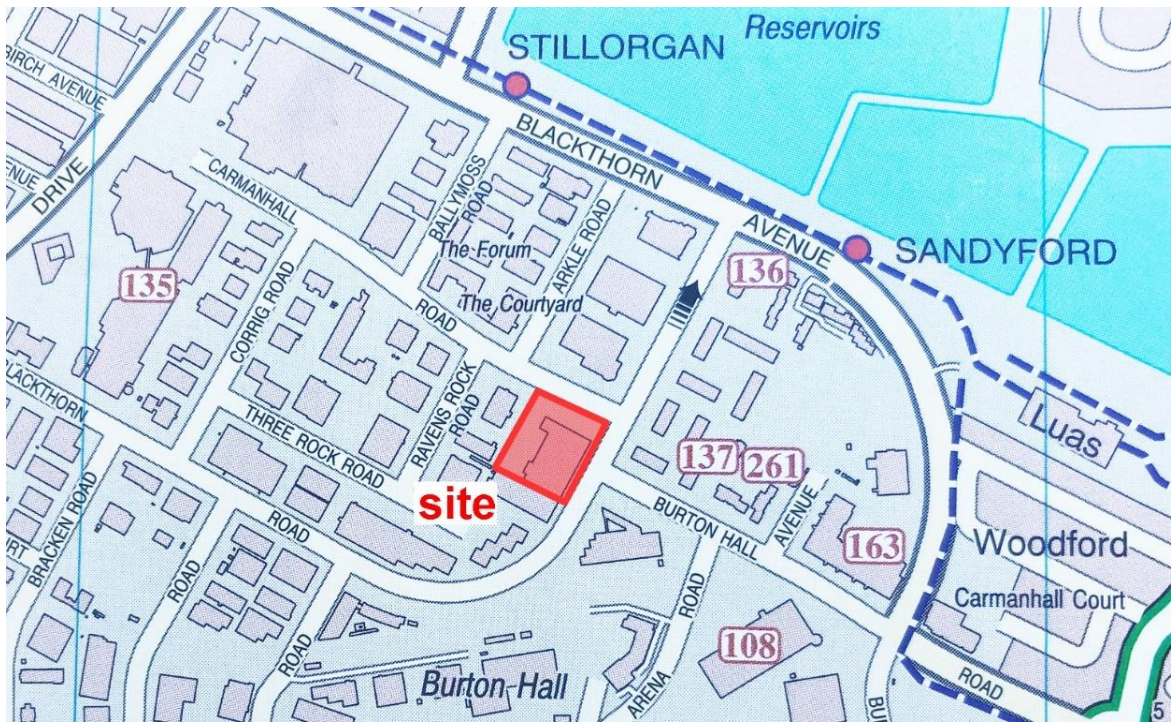 Reservoirs
STILLORGAN
BIRCH AVENUE
BLACKTHORN
AVENUE
DRIVE
CARMANHALL
ROAD
BALLYMOSS
ROAD
The Forum
ARKLE ROAD
The Courtyard
136
SANDYFORD
135
CORRIG ROAD
RAVENS ROCK
ROAD
BLACKTHORN
ROAD
THREE ROCK ROAD
Luas
137
261
site
BURTON HALL
AVENUE
163
Woodford
BRACKEN ROAD
ROAD
ROAD
Carmanhall Court
108
ROAD
ARENA
ROAD
Burton Hall
5